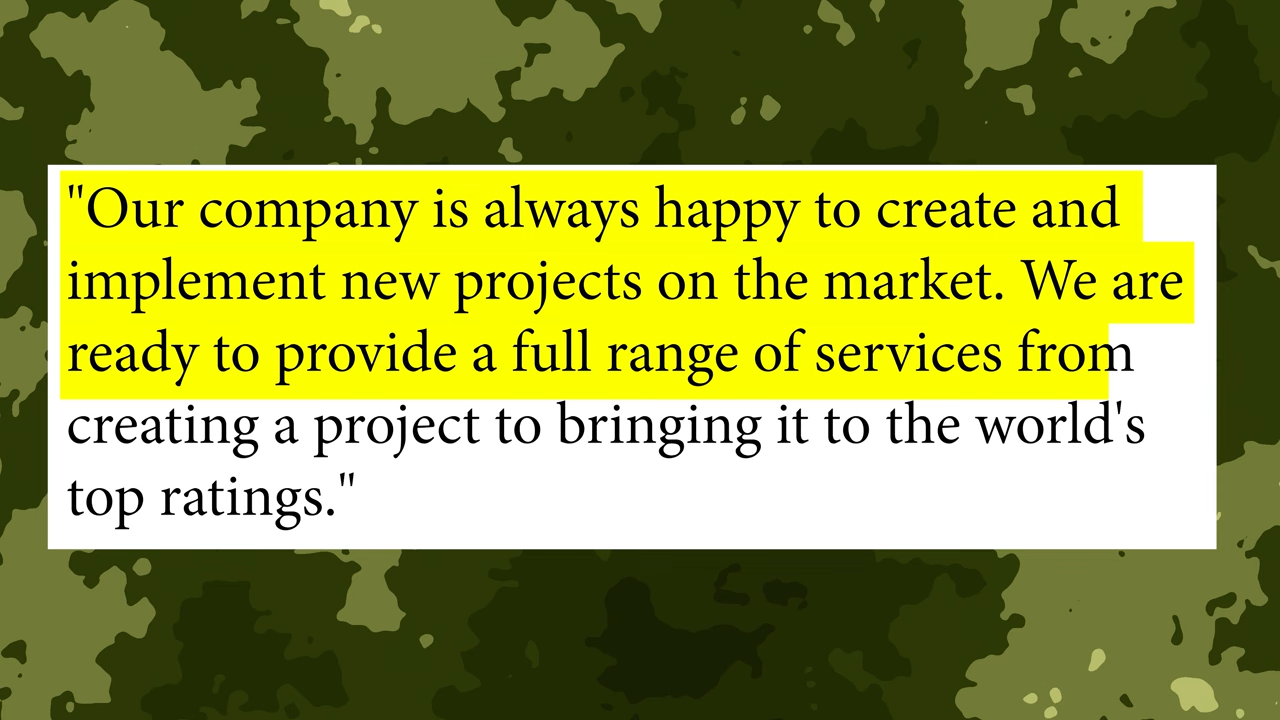 "Our company is always happy to create and
implement new projects on the market. We are
ready to provide a full range of services from
creating a project to bringing it to the world's
top ratings."